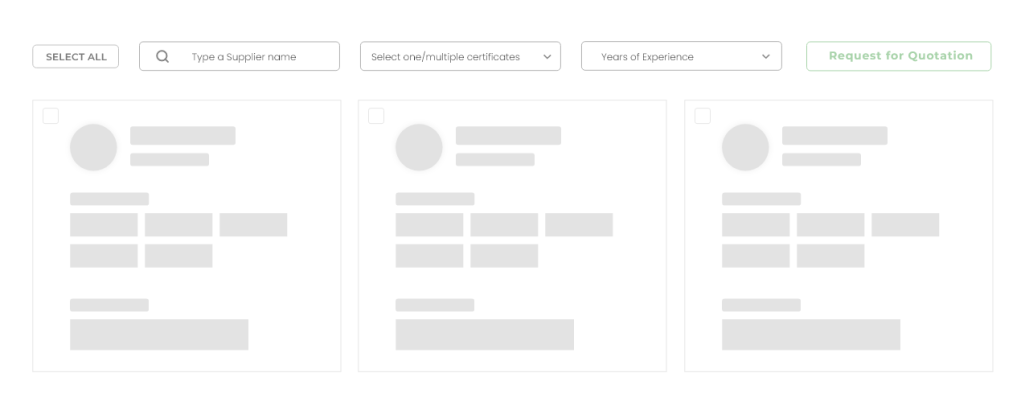 SELECT ALL
Type a Supplier name
Select one/multiple certificates
Years of Experience
Request for Quotation